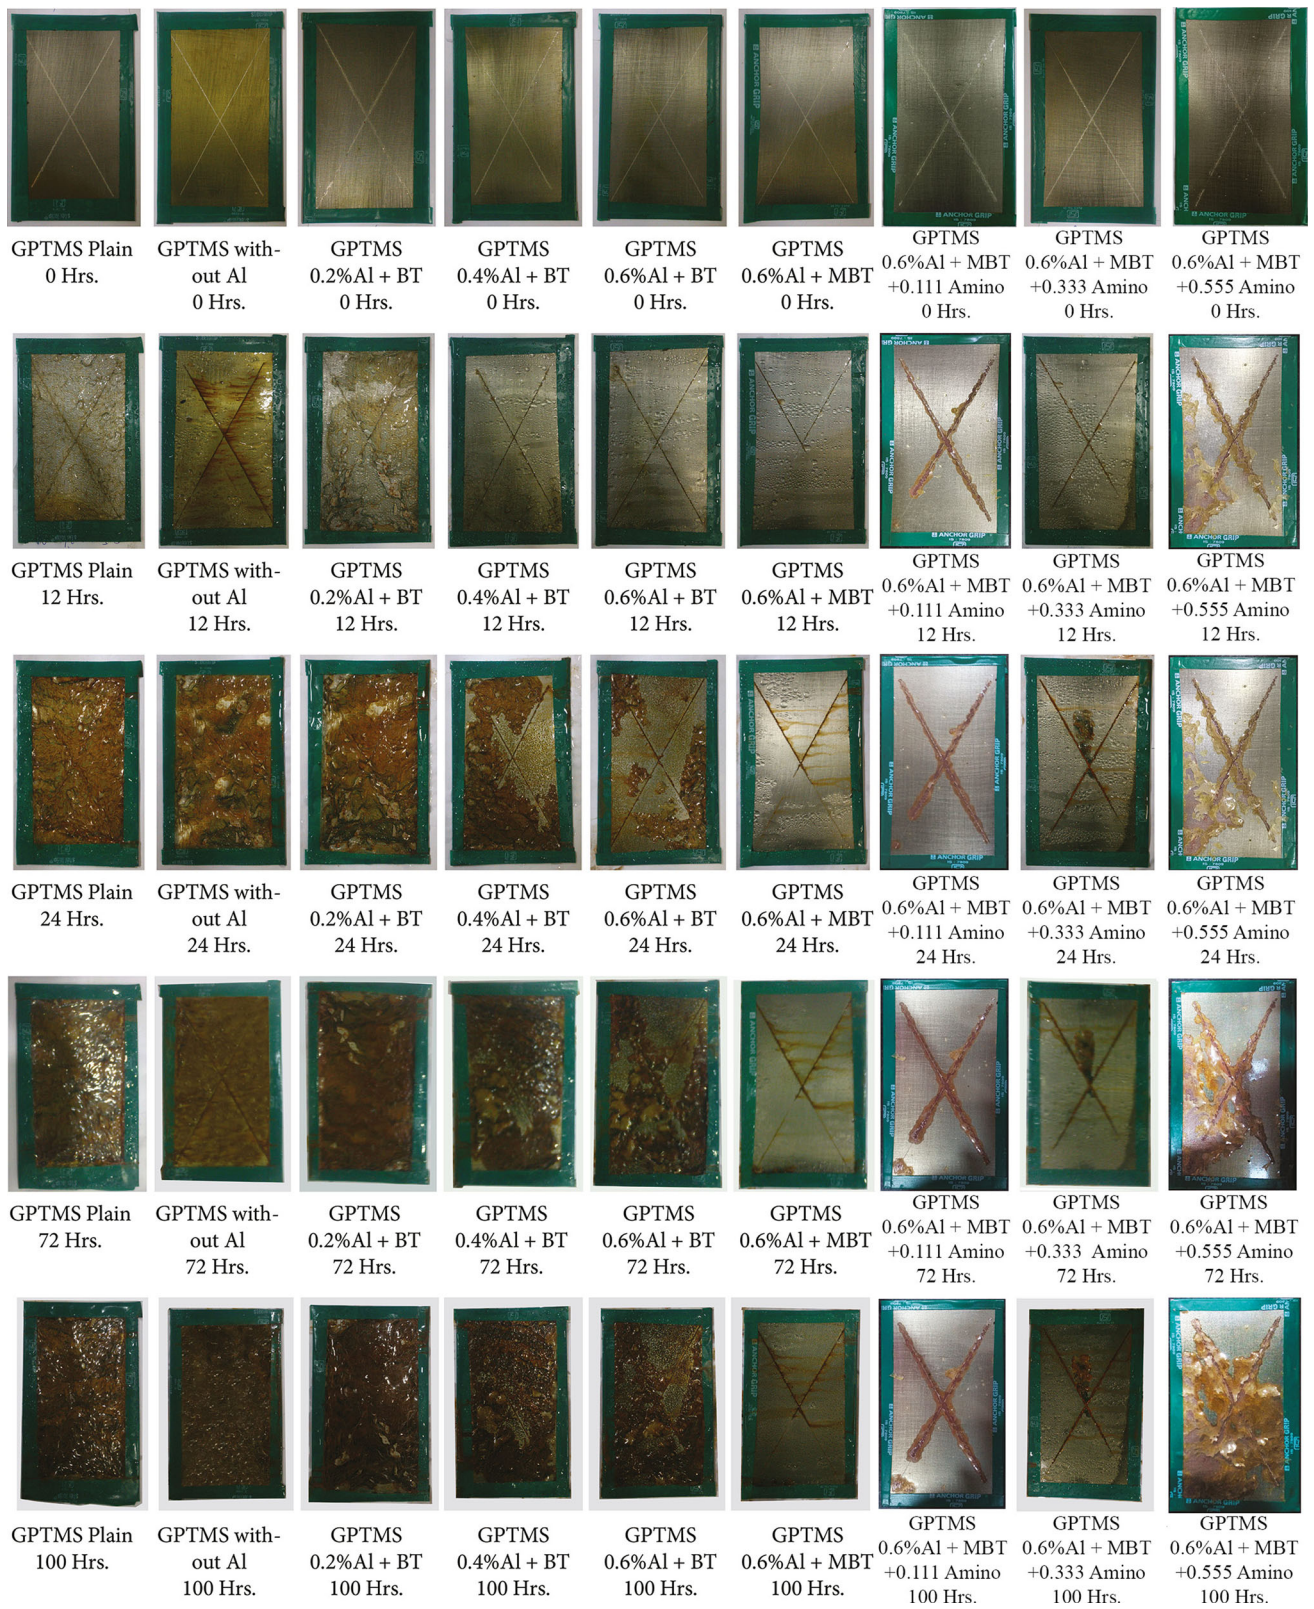 GPTMS Plain
0 Hrs.
GPTMS with-
out Al
0 Hrs.
GPTMS
0.2%Al + BT
0 Hrs.
GPTMS
0.4%Al + BT
0 Hrs.
GPTMS
0.6%Al + BT
0 Hrs.
GPTMS
0.6%Al + MBT
0 Hrs.
GPTMS
0.6%Al + MBT
+0.111 Amino
0 Hrs.
GPTMS
0.6%Al + MBT
+0.333 Amino
0 Hrs.
GPTMS
0.6%Al + MBT
+0.555 Amino
0 Hrs.
GPTMS Plain
12 Hrs.
GPTMS with-
out Al
12 Hrs.
GPTMS
0.2%Al + BT
12 Hrs.
GPTMS
0.4%Al + BT
12 Hrs.
GPTMS
0.6%Al + BT
12 Hrs.
GPTMS
0.6%Al + MBT
12 Hrs.
GPTMS
0.6%Al + MBT
+0.111 Amino
12 Hrs.
GPTMS
0.6%Al + MBT
+0.333 Amino
12 Hrs.
GPTMS
0.6%Al + MBT
+0.555 Amino
12 Hrs.
GPTMS Plain
24 Hrs.
GPTMS with-
out Al
24 Hrs.
GPTMS
0.2%Al + BT
24 Hrs.
GPTMS
0.4%Al + BT
24 Hrs.
GPTMS
0.6%Al + BT
24 Hrs.
GPTMS
0.6%Al + MBT
24 Hrs.
GPTMS
0.6%Al + MBT
+0.111 Amino
24 Hrs.
GPTMS
0.6%Al + MBT
+0.333 Amino
24 Hrs.
GPTMS
0.6%Al + MBT
+0.555 Amino
24 Hrs.
GPTMS Plain
72 Hrs.
GPTMS with-
out Al
72 Hrs.
GPTMS
0.2%Al + BT
72 Hrs.
GPTMS
0.4%Al + BT
72 Hrs.
GPTMS
0.6%Al + BT
72 Hrs.
GPTMS
0.6%Al + MBT
72 Hrs.
GPTMS
0.6%Al + MBT
+0.111 Amino
72 Hrs.
GPTMS
0.6%Al + MBT
+0.333 Amino
72 Hrs.
GPTMS
0.6%Al + MBT
+0.555 Amino
72 Hrs.
GPTMS Plain
100 Hrs.
GPTMS with-
out Al
100 Hrs.
GPTMS
0.2%Al + BT
100 Hrs.
GPTMS
0.4%Al + BT
100 Hrs.
GPTMS
0.6%Al + BT
100 Hrs.
GPTMS
0.6%Al + MBT
100 Hrs.
GPTMS
0.6%Al + MBT
+0.111 Amino
100 Hrs.
GPTMS
0.6%Al + MBT
+0.333 Amino
100 Hrs.
GPTMS
0.6%Al + MBT
+0.555 Amino
100 Hrs.